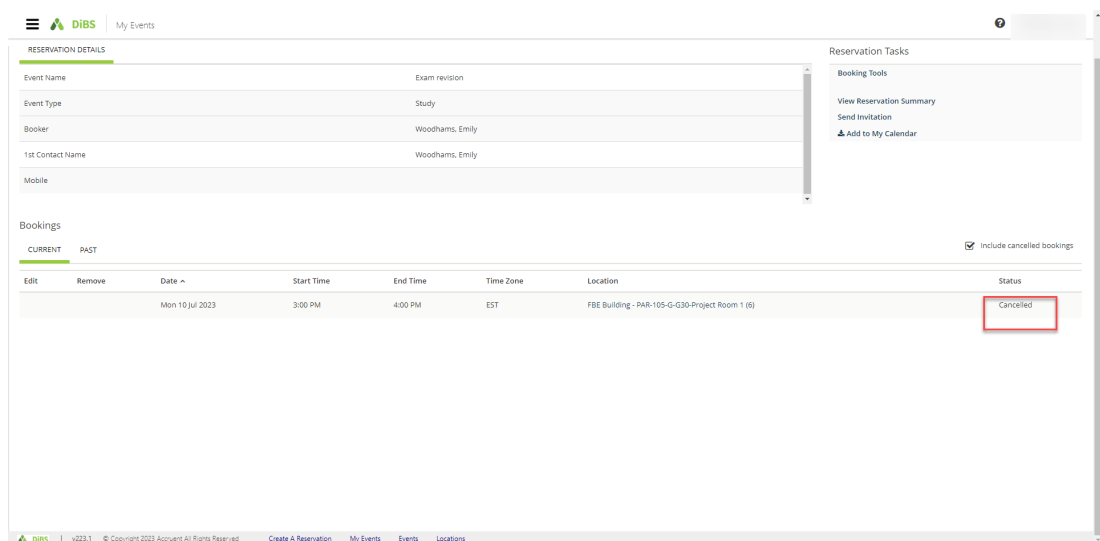 DiBS My Events
RESERVATION DETAILS
Event Name Exam revision
Event Type Study
Booker Woodhams, Emily
1st Contact Name Woodhams, Emily
Mobile
Reservation Tasks
Booking Tools
View Reservation Summary
Send Invitation
Add to My Calendar
Bookings
CURRENT PAST
Include cancelled bookings
Edit Remove Date Start Time End Time Time Zone Location Status
Mon 10 Jul 2023 3:00 PM 4:00 PM EST FBE Building - PAR-105-G-G30-Project Room 1 (6) Cancelled
DiBS | v223.1 © Copyright 2023 Accruent All Rights Reserved Create A Reservation My Events Events Locations